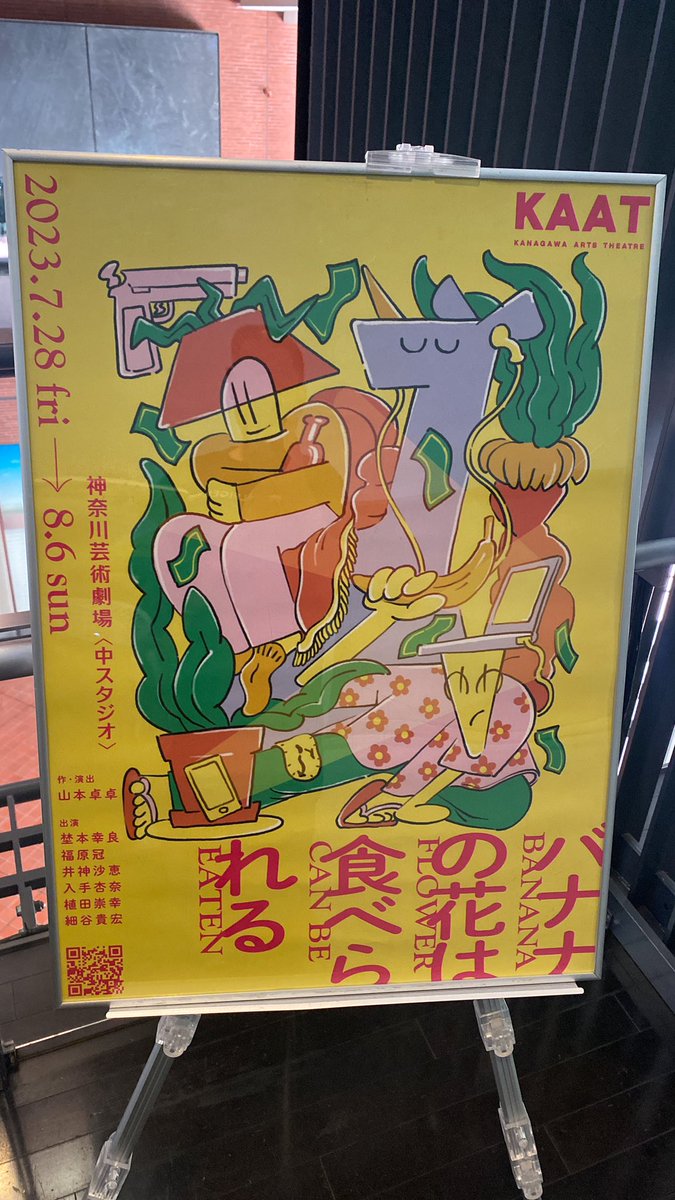 KAAT
KANAGAWA ARTS THEATRE
2023.7.28 fri → 8.6 sun
神奈川芸術劇場〈中スタジオ〉
作・演出
山本卓卓
出演
埜本幸良
福原冠
井神沙恵
入手杏奈
植田崇幸
細谷貴宏
バナナ
BANANA
の花は
FLOWER
食べら
CAN BE
れる
EATEN